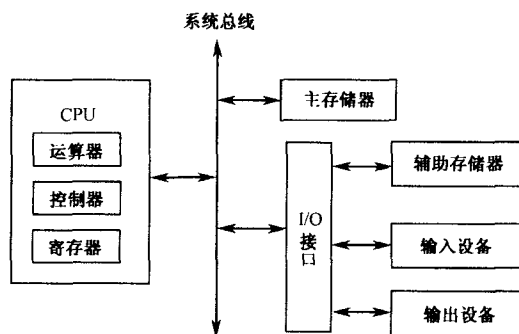 系统总线
CPU
运算器
控制器
寄存器
主存储器
I/O
接
口
辅助存储器
输入设备
输出设备